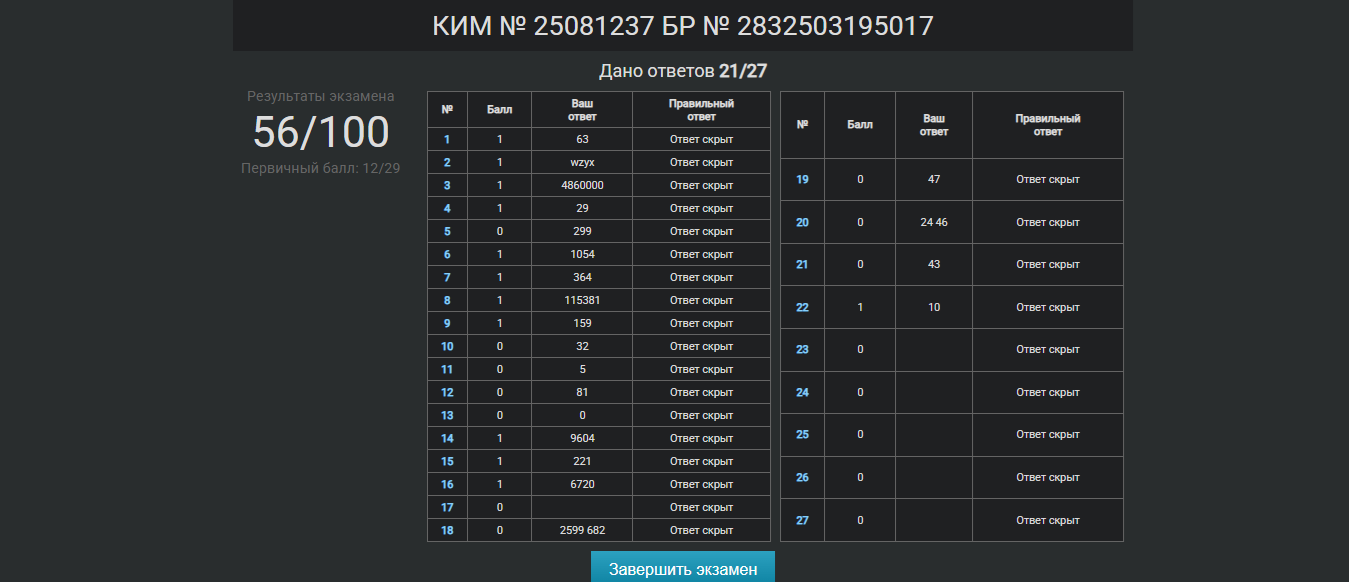 КИМ № 25081237 БР № 2832503195017
Дано ответов 21/27
Результаты экзамена
56/100
Первичный балл: 12/29
№ Балл Ваш ответ Правильный ответ
1 1 63 Ответ скрыт
2 1 wzyx Ответ скрыт
3 1 4860000 Ответ скрыт
4 1 29 Ответ скрыт
5 0 299 Ответ скрыт
6 1 1054 Ответ скрыт
7 1 364 Ответ скрыт
8 1 115381 Ответ скрыт
9 1 159 Ответ скрыт
10 0 32 Ответ скрыт
11 0 5 Ответ скрыт
12 0 81 Ответ скрыт
13 0 0 Ответ скрыт
14 1 9604 Ответ скрыт
15 1 221 Ответ скрыт
16 1 6720 Ответ скрыт
17 0 Ответ скрыт
18 0 2599 682 Ответ скрыт
№ Балл Ваш ответ Правильный ответ
19 0 47 Ответ скрыт
20 0 24 46 Ответ скрыт
21 0 43 Ответ скрыт
22 1 10 Ответ скрыт
23 0 Ответ скрыт
24 0 Ответ скрыт
25 0 Ответ скрыт
26 0 Ответ скрыт
27 0 Ответ скрыт
Завершить экзамен